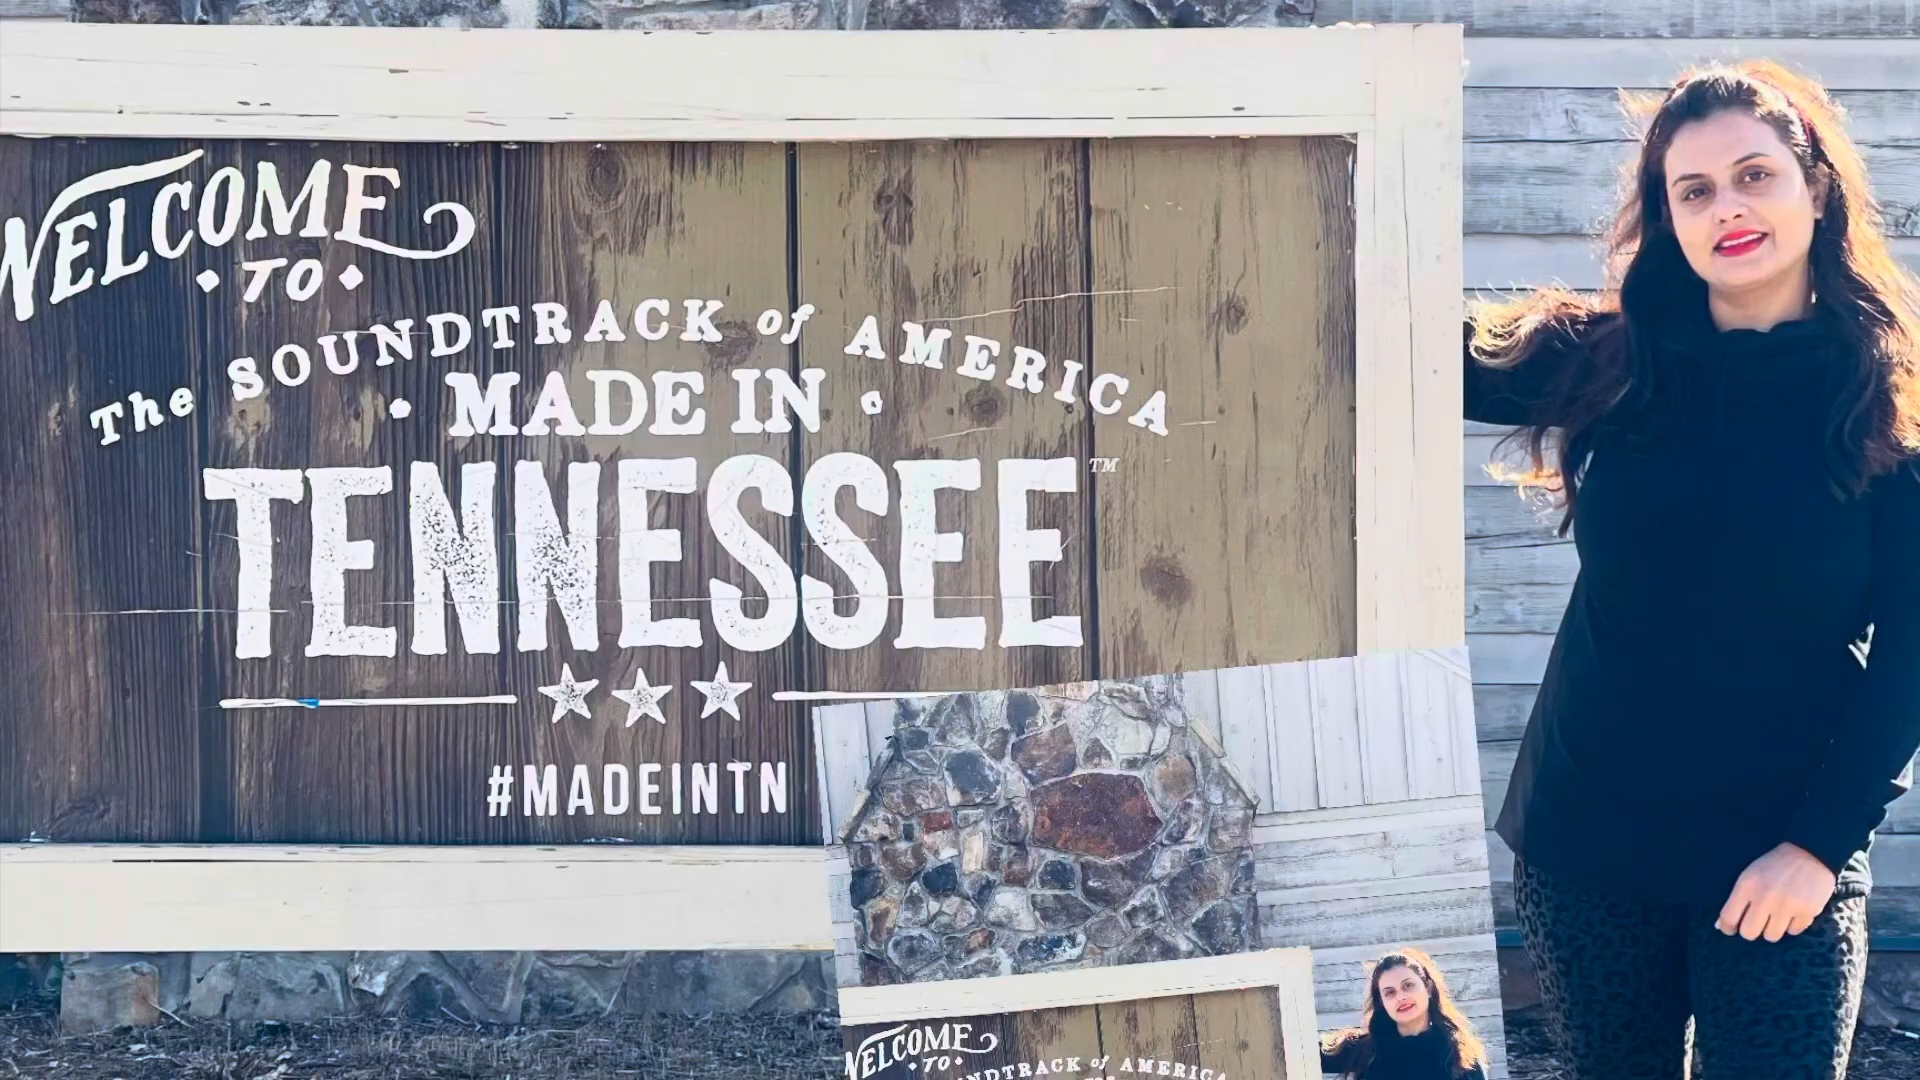 WELCOME
• TO •
The SOUNDTRACK of AMERICA
• MADE IN •
TENNESSEE™
#MADEINTN
WELCOME
• TO •
NDTRACK of AMERICA